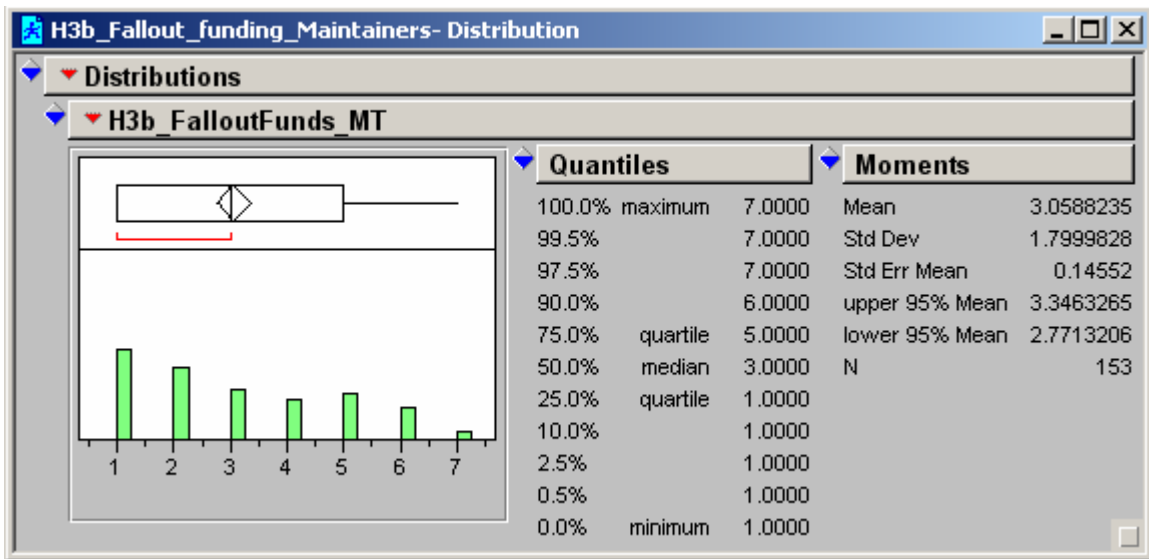 H3b_Fallout_funding_Maintainers- Distribution
Distributions
H3b_FalloutFunds_MT
1 2 3 4 5 6 7
Quantiles
100.0% maximum 7.0000
99.5% 7.0000
97.5% 7.0000
90.0% 6.0000
75.0% quartile 5.0000
50.0% median 3.0000
25.0% quartile 1.0000
10.0% 1.0000
2.5% 1.0000
0.5% 1.0000
0.0% minimum 1.0000
Moments
Mean 3.0588235
Std Dev 1.7999828
Std Err Mean 0.14552
upper 95% Mean 3.3463265
lower 95% Mean 2.7713206
N 153